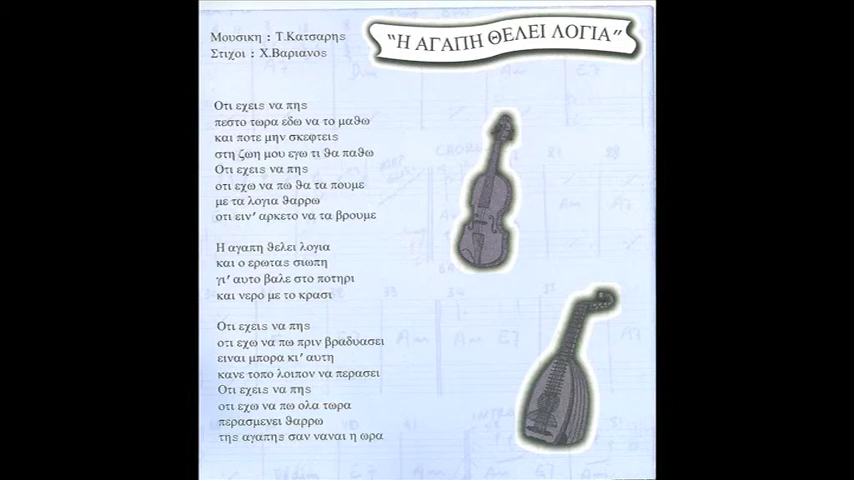 Μουσικη : Τ.Κατσαρης
Στιχοι : Χ.Βαριανος
"Η ΑΓΑΠΗ ΘΕΛΕΙ ΛΟΓΙΑ"
Οτι εχεις να πης
πεστο τωρα εδω να το μαθω
και ποτε μην σκεφτεις
στη ζωη μου εγω τι θα παθω
Οτι εχεις να πης
οτι εχω να πω θα τα πουμε
με τα λογια θαρρω
οτι ειν' αρκετο να τα βρουμε
Η αγαπη θελει λογια
και ο ερωτας σιωπη
γι' αυτο βαλε στο ποτηρι
και νερο με το κρασι
Οτι εχεις να πης
οτι εχω να πω πριν βραδυασει
ειναι μπορα κι' αυτη
κανε τοπο λοιπον να περασει
Οτι εχεις να πης
οτι εχω να πω ολα τωρα
περασμενει θαρρω
της αγαπης σαν ναναι η ωρα